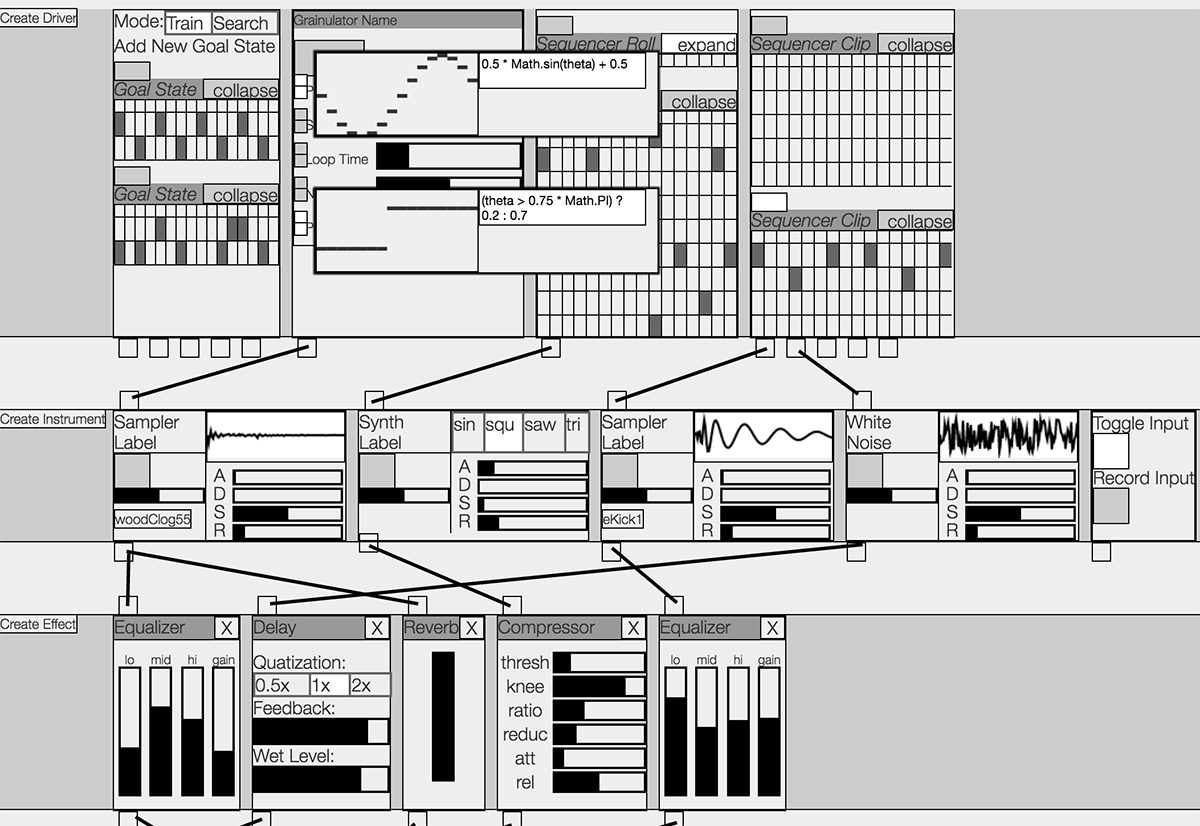 Create Driver
Mode: Train Search
Add New Goal State
Goal State collapse
Goal State collapse
Grainulator Name
0.5 * Math.sin(theta) + 0.5
Loop Time
(theta > 0.75 * Math.PI) ?
0.2 : 0.7
Sequencer Roll expand
collapse
Sequencer Clip collapse
Sequencer Clip collapse
Create Instrument
Sampler
Label
woodClog55
A
D
S
R
Synth
Label
sin squ saw tri
A
D
S
R
Sampler
Label
eKick1
A
D
S
R
White
Noise
A
D
S
R
Toggle Input
Record Input
Create Effect
Equalizer X
lo mid hi gain
Delay X
Quatization:
0.5x 1x 2x
Feedback:
Wet Level:
Reverb X
Compressor X
thresh
knee
ratio
reduc
att
rel
Equalizer X
lo mid hi gain